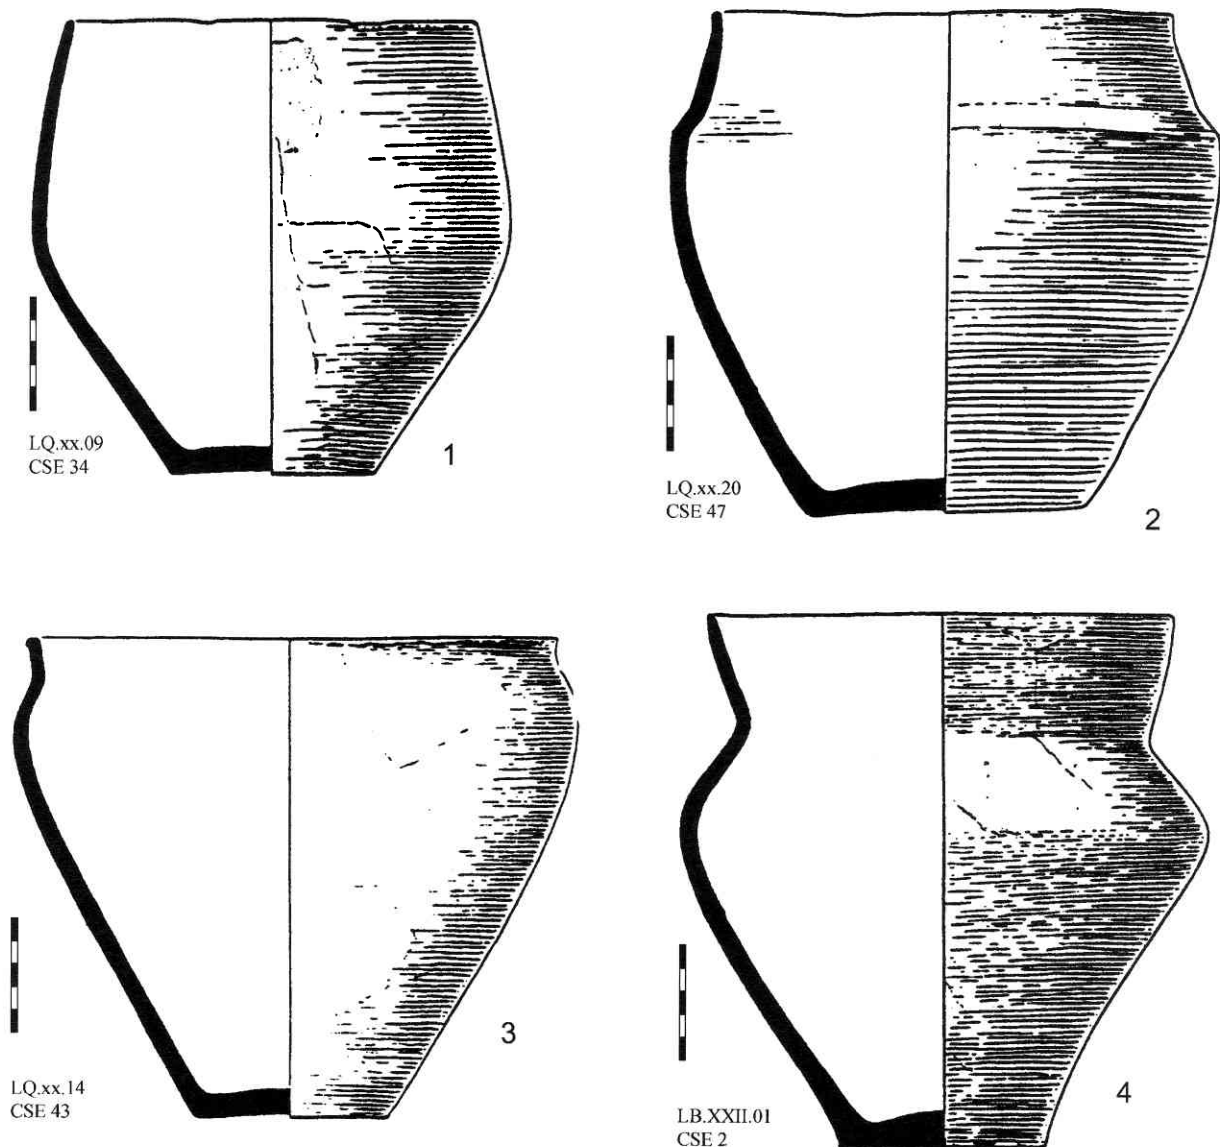 LQ.xx.09
CSE 34
1
LQ.xx.20
CSE 47
2
LQ.xx.14
CSE 43
3
LB.XXII.01
CSE 2
4